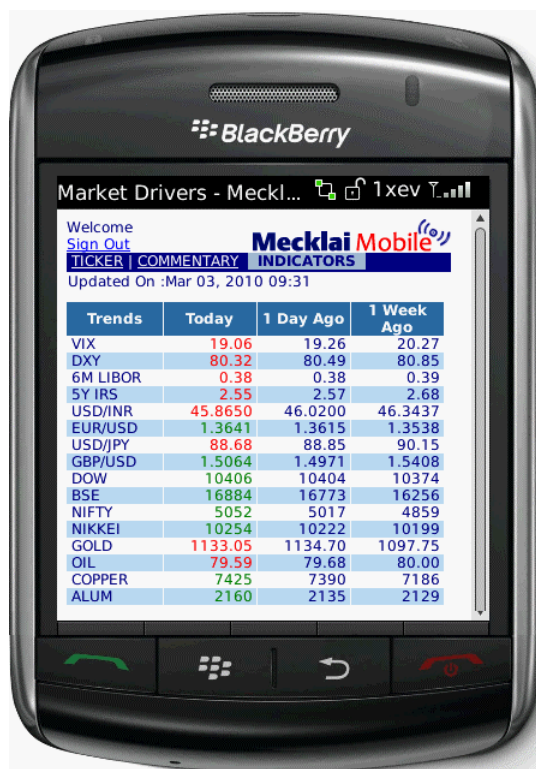 BlackBerry
Market Drivers - Meckl... 1xev
Welcome
Sign Out
Mecklai Mobile
TICKER | COMMENTARY INDICATORS
Updated On :Mar 03, 2010 09:31
Trends Today 1 Day Ago 1 Week Ago
VIX 19.06 19.26 20.27
DXY 80.32 80.49 80.85
6M LIBOR 0.38 0.38 0.39
5Y IRS 2.55 2.57 2.68
USD/INR 45.8650 46.0200 46.3437
EUR/USD 1.3641 1.3615 1.3538
USD/JPY 88.68 88.85 90.15
GBP/USD 1.5064 1.4971 1.5408
DOW 10406 10404 10374
BSE 16884 16773 16256
NIFTY 5052 5017 4859
NIKKEI 10254 10222 10199
GOLD 1133.05 1134.70 1097.75
OIL 79.59 79.68 80.00
COPPER 7425 7390 7186
ALUM 2160 2135 2129